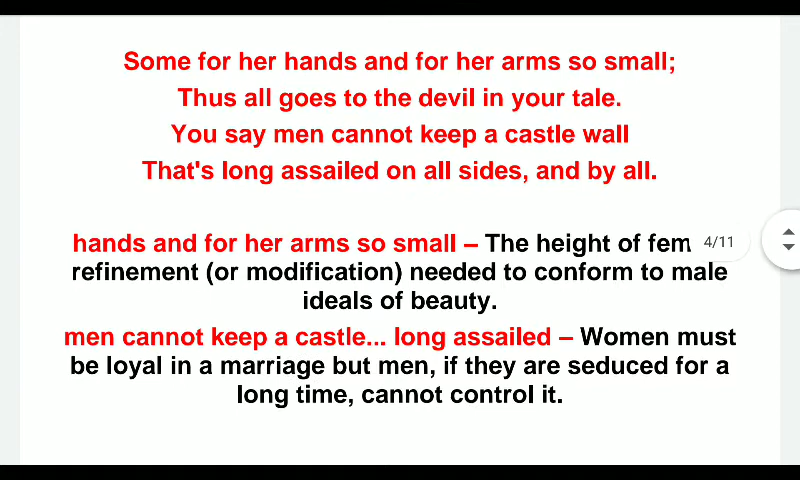 Some for her hands and for her arms so small;
Thus all goes to the devil in your tale.
You say men cannot keep a castle wall
That's long assailed on all sides, and by all.
hands and for her arms so small – The height of fem
refinement (or modification) needed to conform to male
ideals of beauty.
men cannot keep a castle... long assailed – Women must
be loyal in a marriage but men, if they are seduced for a
long time, cannot control it.
4/11